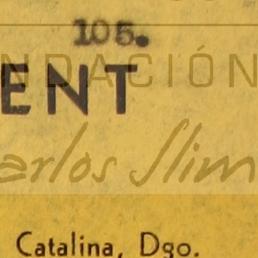 105.
NDACIÓN
ENT
arlos Slim
Catalina, Dgo.